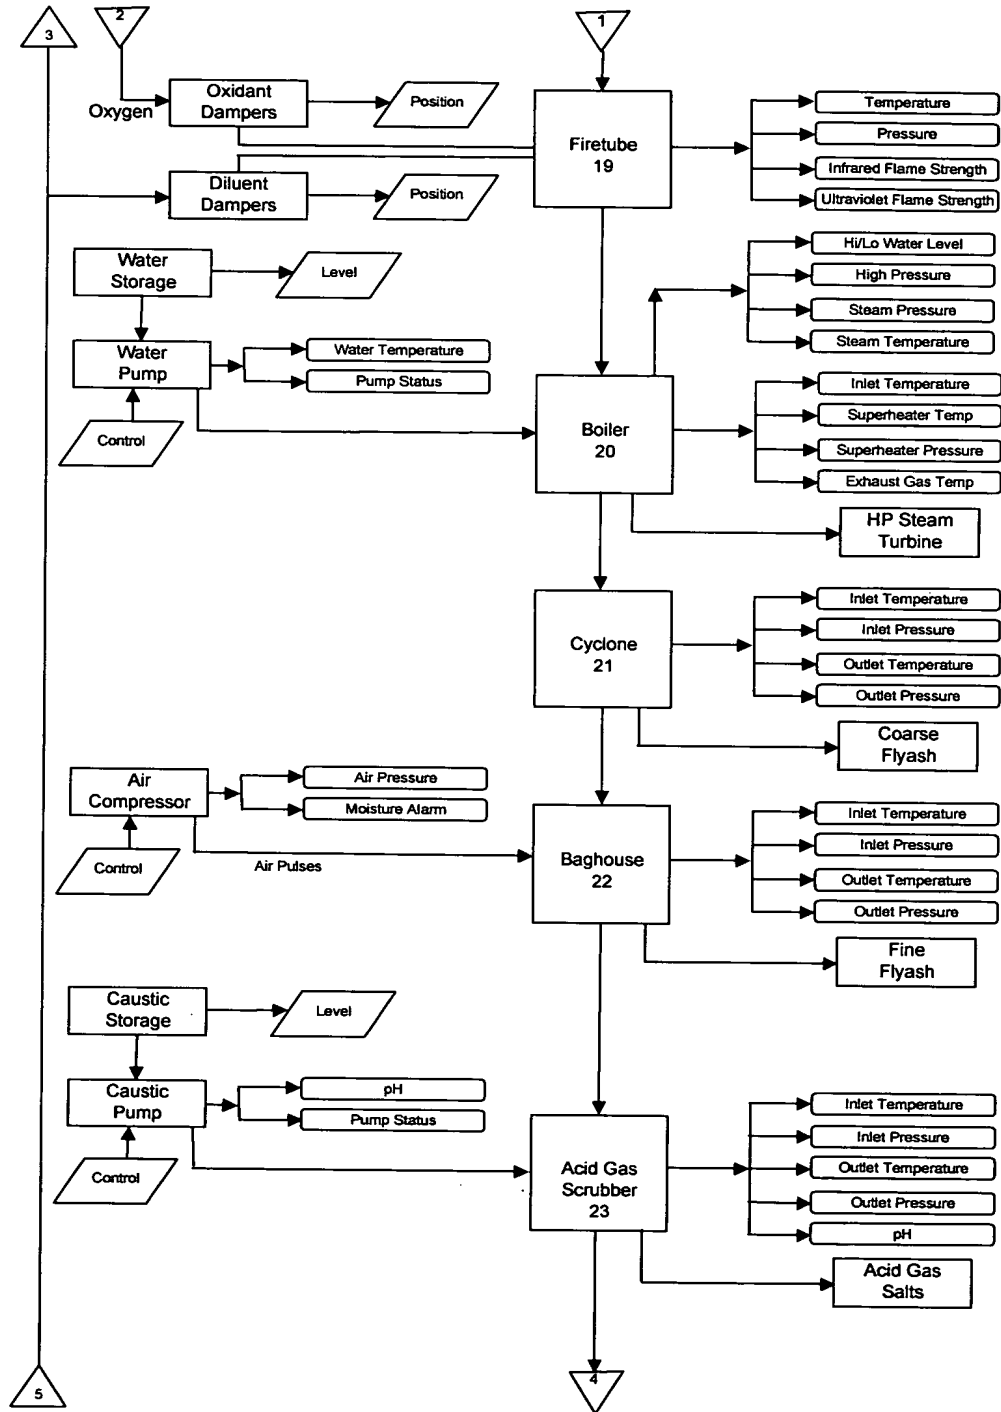 3
2
1
Oxygen
Oxidant
Dampers
Position
Diluent
Dampers
Position
Firetube
19
Temperature
Pressure
Infrared Flame Strength
Ultraviolet Flame Strength
Water
Storage
Level
Water
Pump
Water Temperature
Pump Status
Control
Hi/Lo Water Level
High Pressure
Steam Pressure
Steam Temperature
Boiler
20
Inlet Temperature
Superheater Temp
Superheater Pressure
Exhaust Gas Temp
HP Steam
Turbine
Cyclone
21
Inlet Temperature
Inlet Pressure
Outlet Temperature
Outlet Pressure
Coarse
Flyash
Air
Compressor
Air Pressure
Moisture Alarm
Control
Air Pulses
Baghouse
22
Inlet Temperature
Inlet Pressure
Outlet Temperature
Outlet Pressure
Fine
Flyash
Caustic
Storage
Level
Caustic
Pump
pH
Pump Status
Control
Acid Gas
Scrubber
23
Inlet Temperature
Inlet Pressure
Outlet Temperature
Outlet Pressure
pH
Acid Gas
Salts
5
4